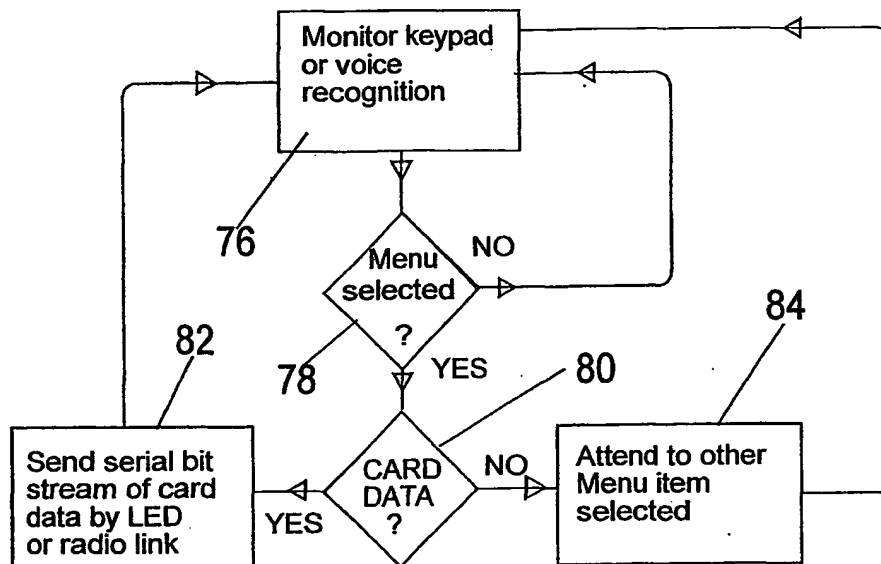 Monitor keypad
or voice
recognition
76
Menu
selected
?
NO
78
YES
82
80
84
Send serial bit
stream of card
data by LED
or radio link
YES
CARD
DATA
?
NO
Attend to other
Menu item
selected